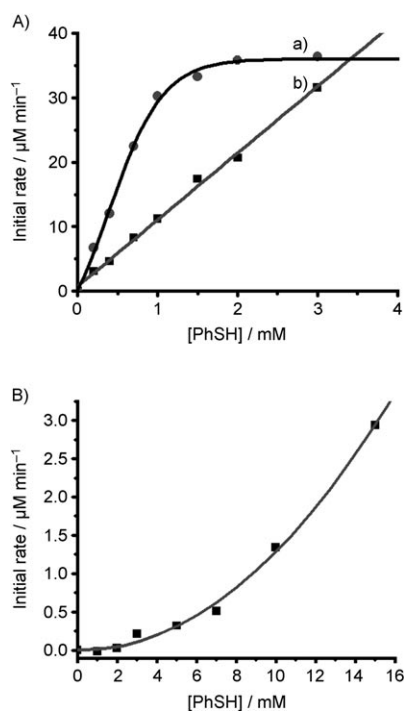 A)
40
30
20
10
0
Initial rate / µM min⁻¹
a)
b)
0 1 2 3 4
[PhSH] / mM
B)
3.0
2.5
2.0
1.5
1.0
0.5
0.0
Initial rate / µM min⁻¹
0 2 4 6 8 10 12 14 16
[PhSH] / mM